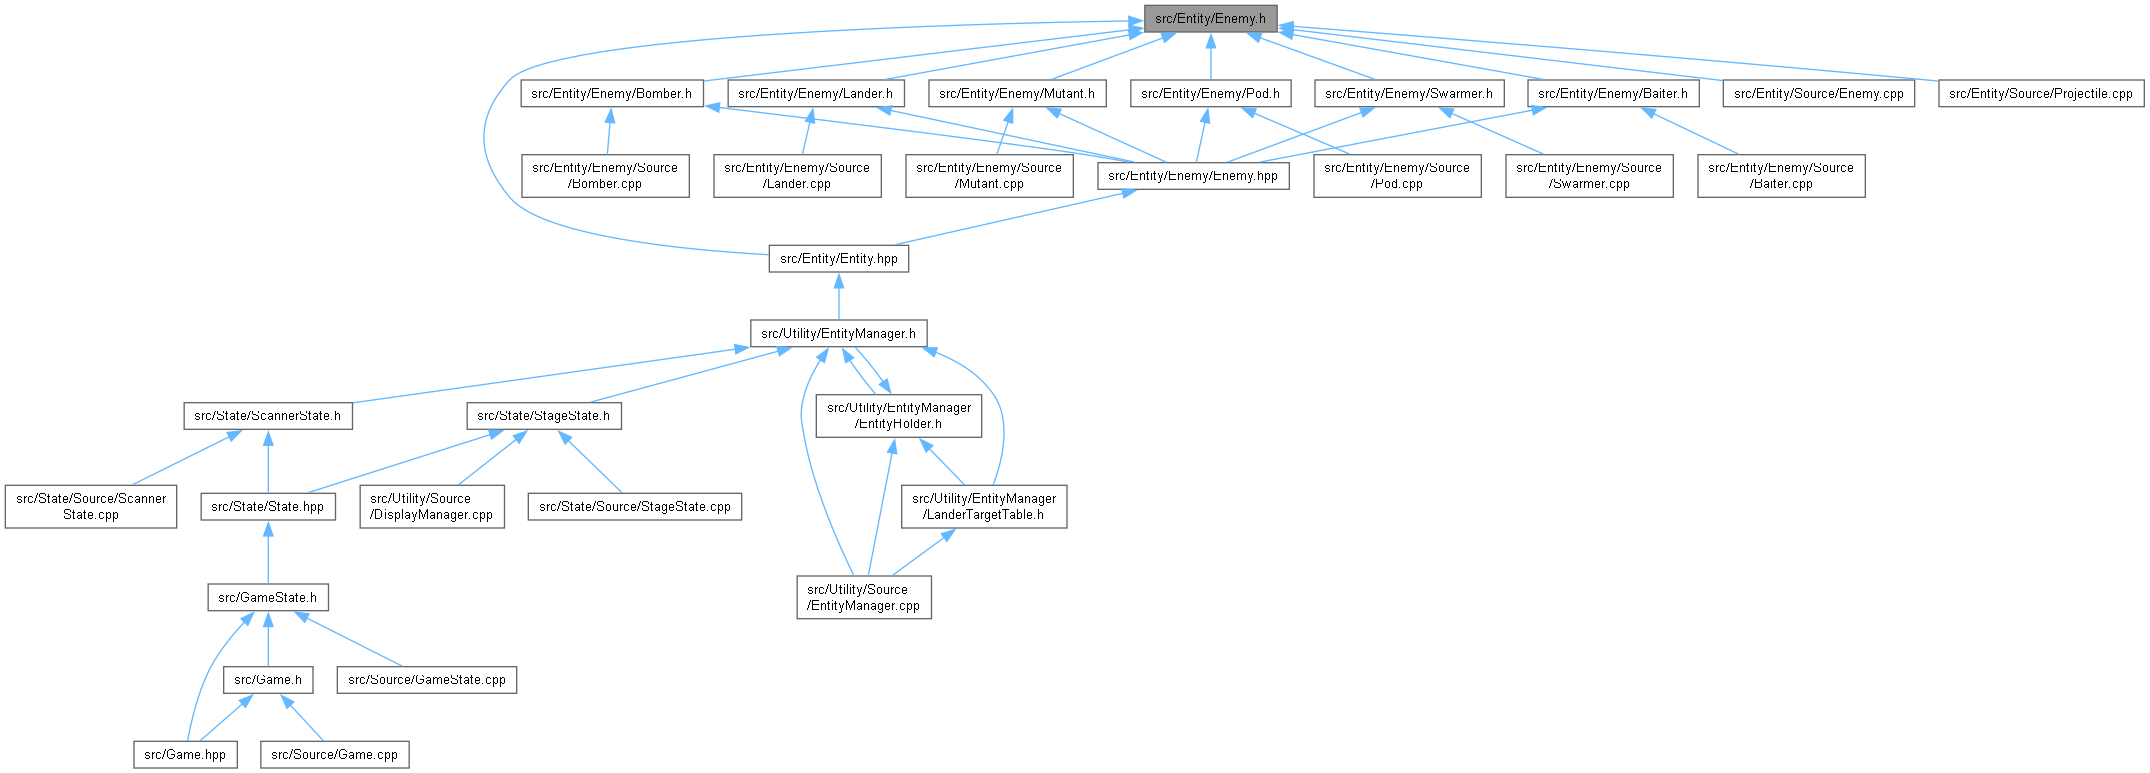 src/Entity/Enemy.h
src/Entity/Enemy/Bomber.h
src/Entity/Enemy/Lander.h
src/Entity/Enemy/Mutant.h
src/Entity/Enemy/Pod.h
src/Entity/Enemy/Swarmer.h
src/Entity/Enemy/Baiter.h
src/Entity/Source/Enemy.cpp
src/Entity/Source/Projectile.cpp
src/Entity/Enemy/Source
/Bomber.cpp
src/Entity/Enemy/Source
/Lander.cpp
src/Entity/Enemy/Source
/Mutant.cpp
src/Entity/Enemy/Enemy.hpp
src/Entity/Enemy/Source
/Pod.cpp
src/Entity/Enemy/Source
/Swarmer.cpp
src/Entity/Enemy/Source
/Baiter.cpp
src/Entity/Entity.hpp
src/Utility/EntityManager.h
src/State/ScannerState.h
src/State/StageState.h
src/Utility/EntityManager
/EntityHolder.h
src/State/Source/Scanner
State.cpp
src/State/State.hpp
src/Utility/Source
/DisplayManager.cpp
src/State/Source/StageState.cpp
src/Utility/EntityManager
/LanderTargetTable.h
src/GameState.h
src/Utility/Source
/EntityManager.cpp
src/Game.h
src/Source/GameState.cpp
src/Game.hpp
src/Source/Game.cpp